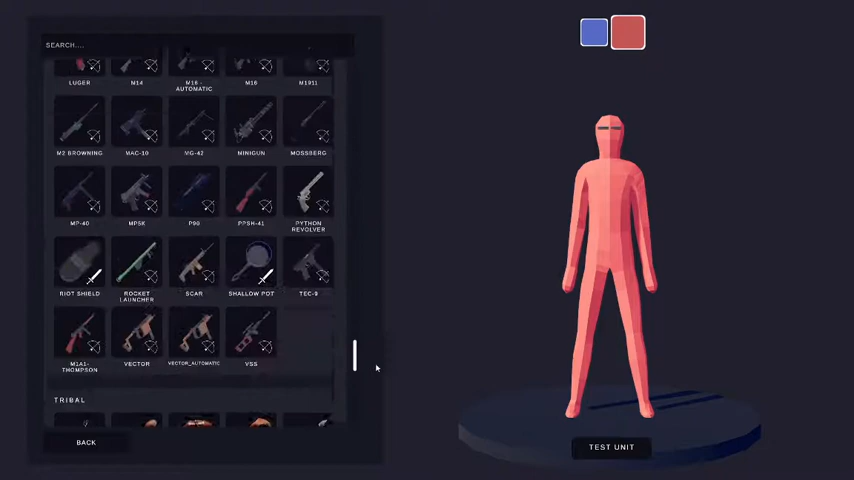 SEARCH....
LUGER
M14
M16 -
AUTOMATIC
M16
M1911
M2 BROWNING
MAC-10
MG-42
MINIGUN
MOSSBERG
MP-40
MP5K
P90
PPSH-41
PYTHON
REVOLVER
RIOT SHIELD
ROCKET
LAUNCHER
SCAR
SHALLOW POT
TEC-9
M1A1-
THOMPSON
VECTOR
VECTOR_AUTOMATIC
VSS
TRIBAL
BACK
TEST UNIT